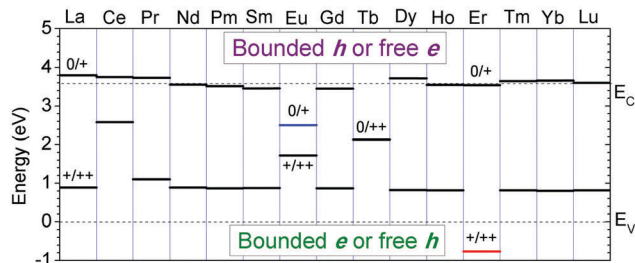 La Ce Pr Nd Pm Sm Eu Gd Tb Dy Ho Er Tm Yb Lu
5
4
3
2
1
0
-1
Energy (eV)
Bounded h or free e
0/+
0/+
E_C
0/+
0/++
+/++
+/++
E_V
Bounded e or free h
+/++